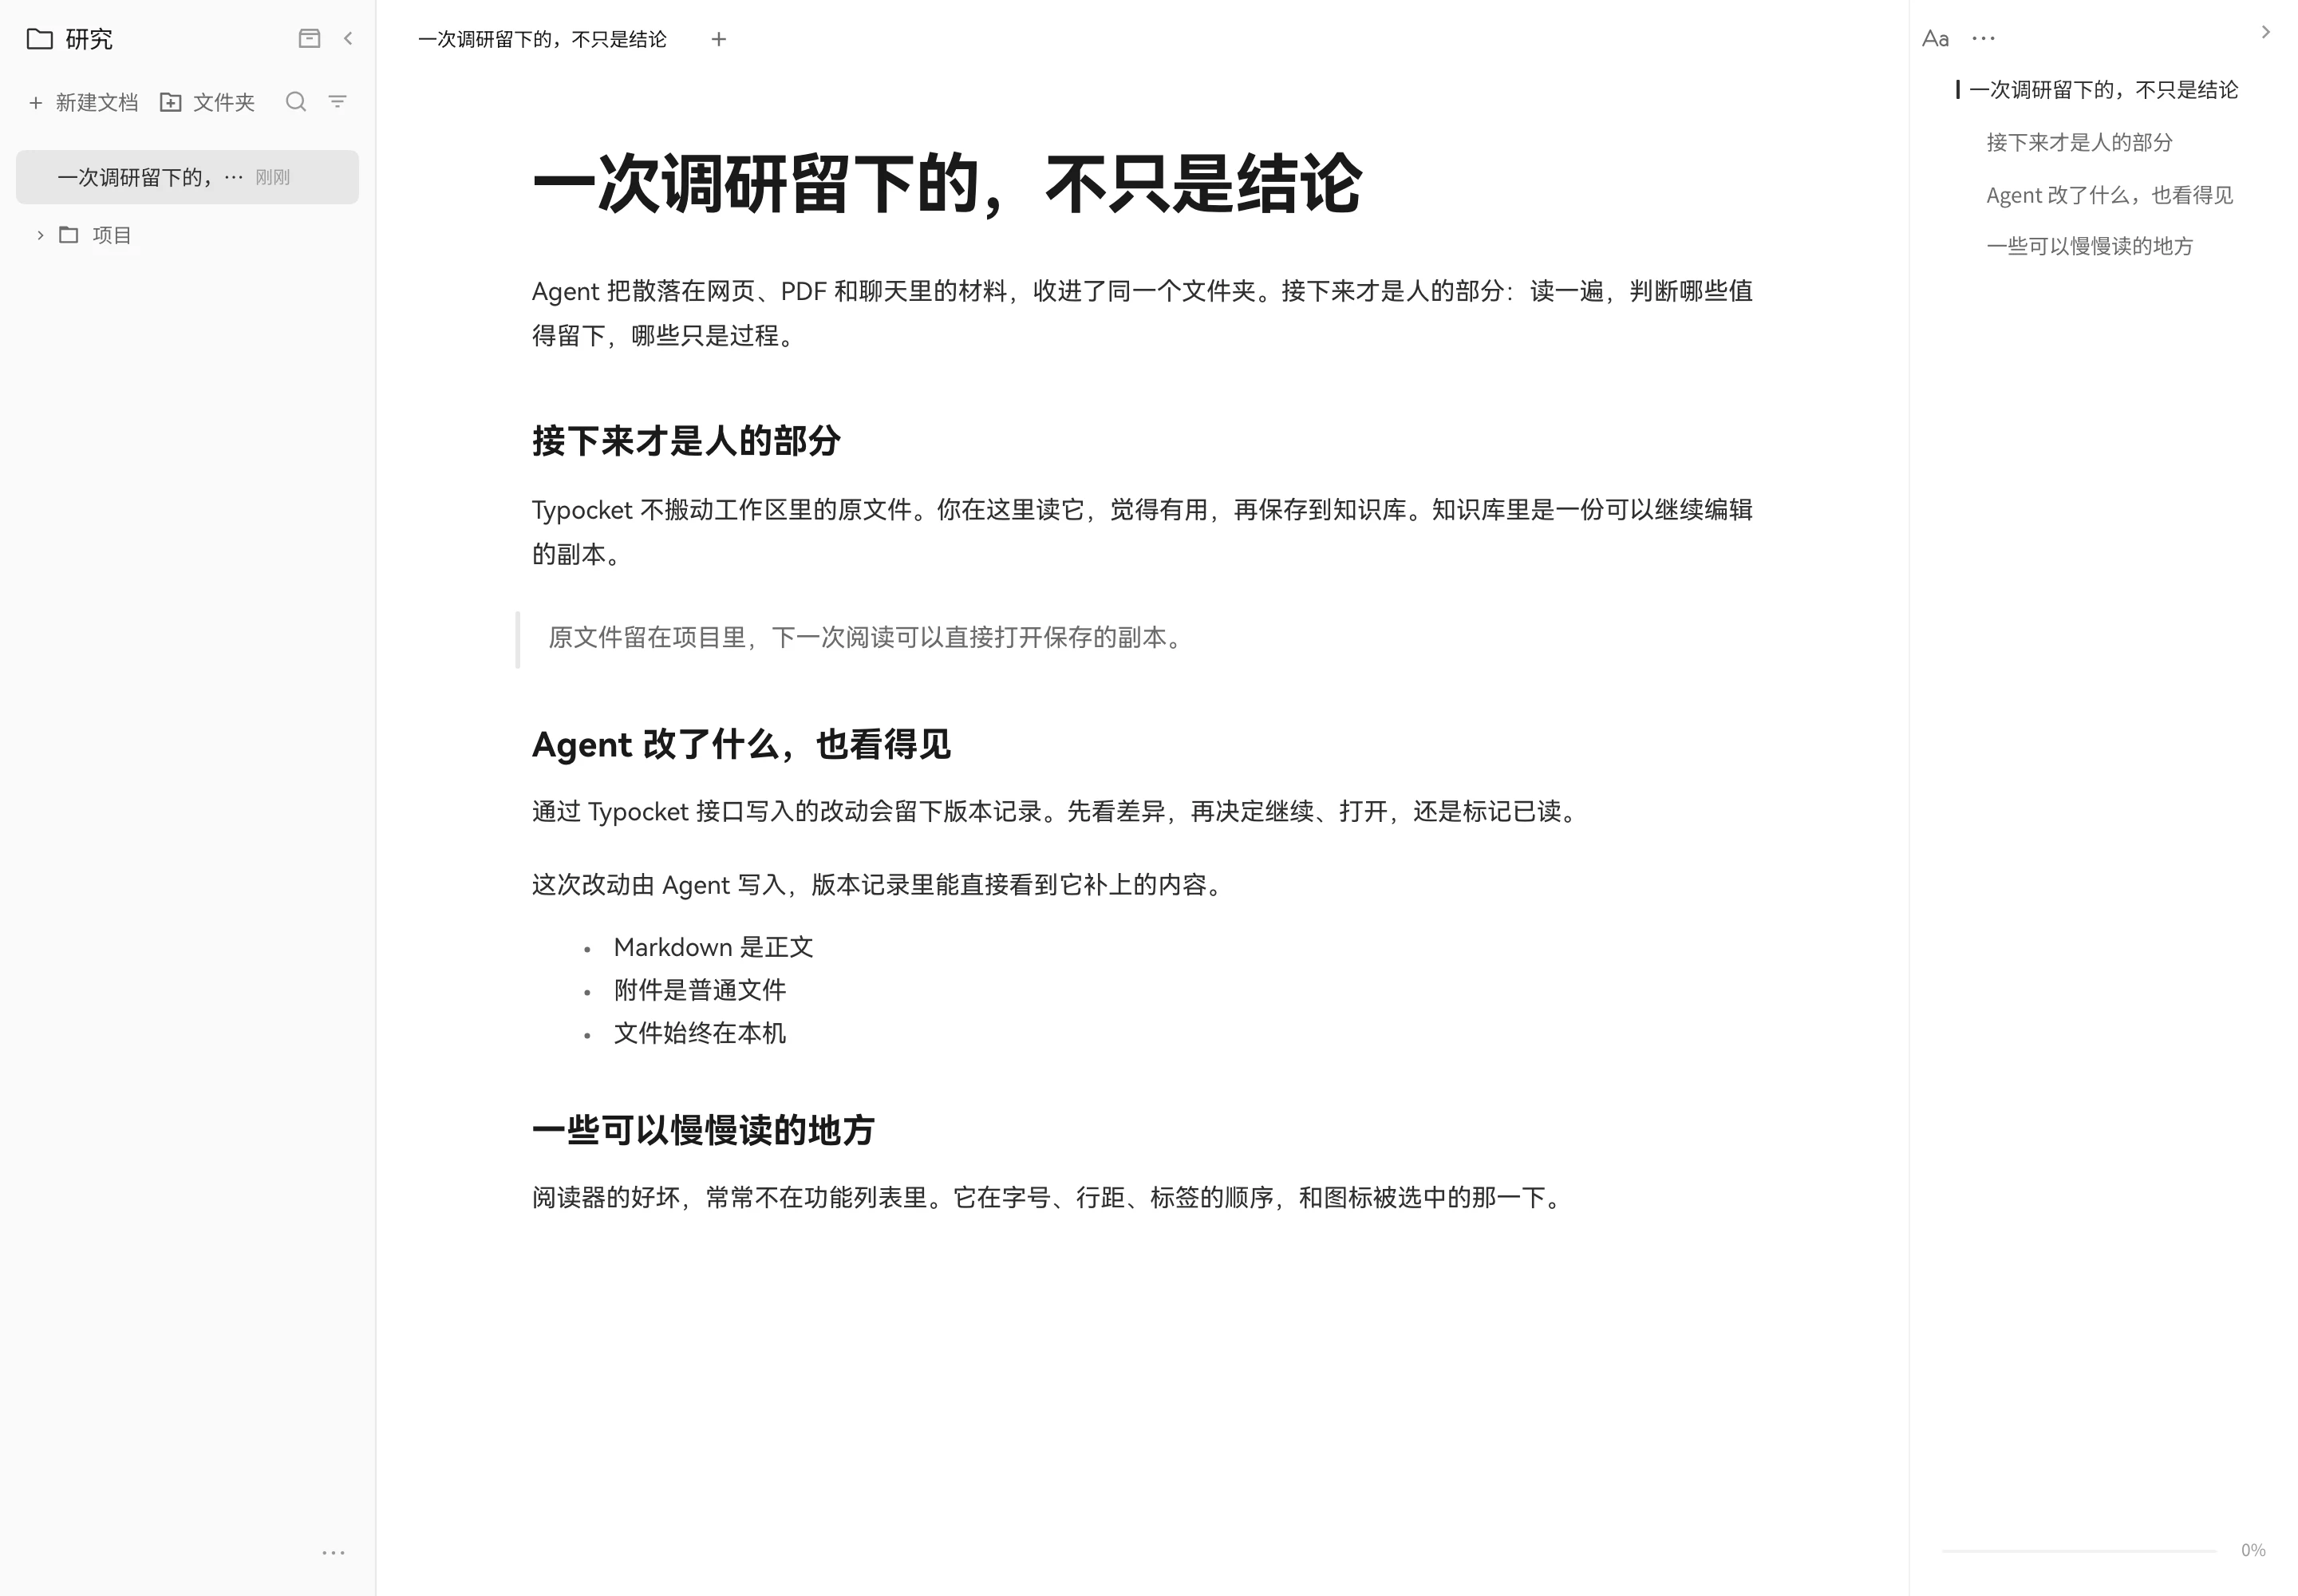 研究
新建文档 文件夹
一次调研留下的，… 刚刚
项目
一次调研留下的，不只是结论
一次调研留下的，不只是结论
Agent 把散落在网页、PDF 和聊天里的材料，收进了同一个文件夹。接下来才是人的部分：读一遍，判断哪些值
得留下，哪些只是过程。
接下来才是人的部分
Typocket 不搬动工作区里的原文件。你在这里读它，觉得有用，再保存到知识库。知识库里是一份可以继续编辑
的副本。
原文件留在项目里，下一次阅读可以直接打开保存的副本。
Agent 改了什么，也看得见
通过 Typocket 接口写入的改动会留下版本记录。先看差异，再决定继续、打开，还是标记已读。
这次改动由 Agent 写入，版本记录里能直接看到它补上的内容。
• Markdown 是正文
• 附件是普通文件
• 文件始终在本机
一些可以慢慢读的地方
阅读器的好坏，常常不在功能列表里。它在字号、行距、标签的顺序，和图标被选中的那一下。
Aa
一次调研留下的，不只是结论
接下来才是人的部分
Agent 改了什么，也看得见
一些可以慢慢读的地方
0%